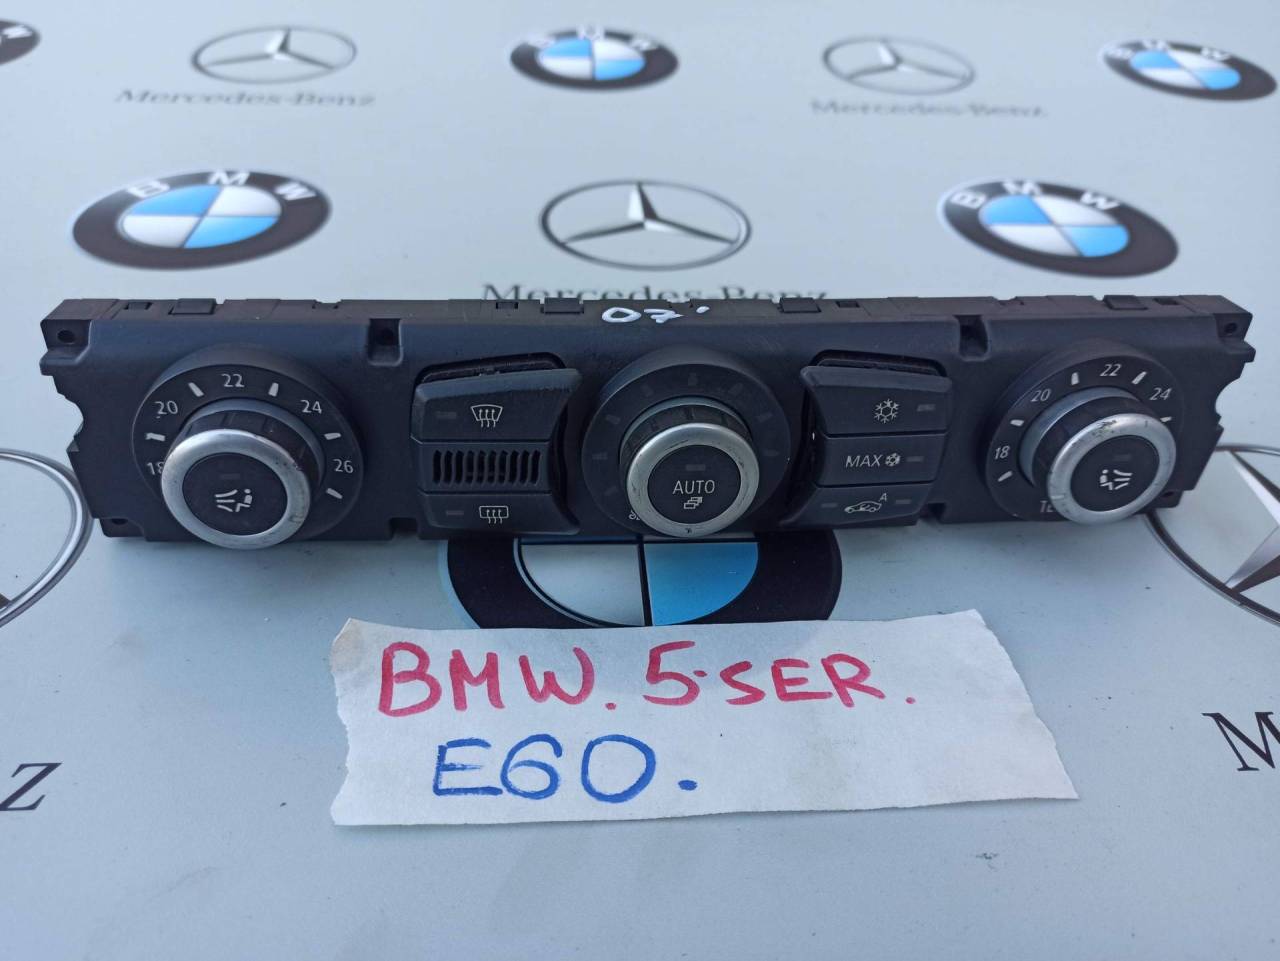 Mercedes-Benz
BMW
Mercedes-Benz
BMW
BMW
BMW
Mercedes-Benz
07.
22
20
24
18
26
AUTO
MAX
A
22
20
24
18
BMW. 5.SER.
E60.